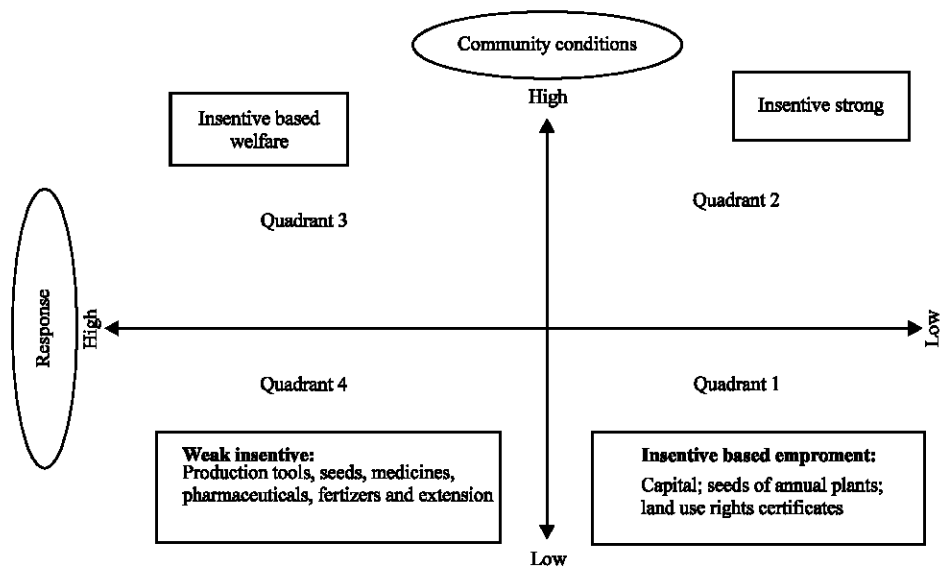 Community conditions
High
Insentive based
welfare
Insentive strong
Quadrant 3
Quadrant 2
Response
High
Low
Quadrant 4
Quadrant 1
Weak insentive:
Production tools, seeds, medicines,
pharmaceuticals, fertizers and extension
Insentive based emproment:
Capital; seeds of annual plants;
land use rights certificates
Low